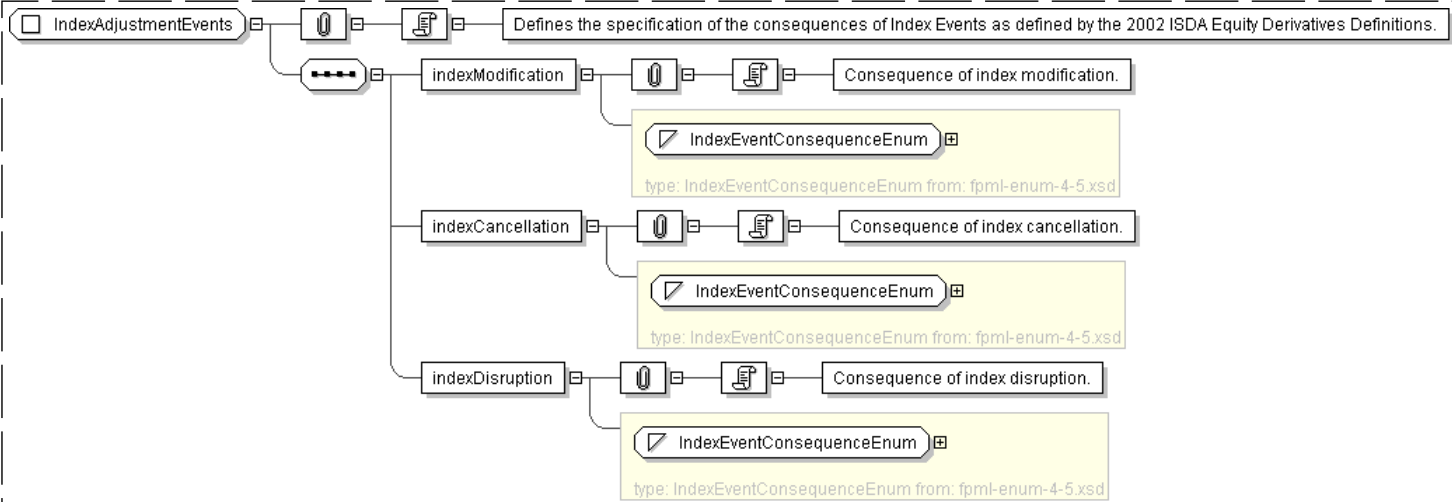 IndexAdjustmentEvents
Defines the specification of the consequences of Index Events as defined by the 2002 ISDA Equity Derivatives Definitions.
indexModification
Consequence of index modification.
IndexEventConsequenceEnum
type: IndexEventConsequenceEnum from: fpml-enum-4-5.xsd
indexCancellation
Consequence of index cancellation.
IndexEventConsequenceEnum
type: IndexEventConsequenceEnum from: fpml-enum-4-5.xsd
indexDisruption
Consequence of index disruption.
IndexEventConsequenceEnum
type: IndexEventConsequenceEnum from: fpml-enum-4-5.xsd